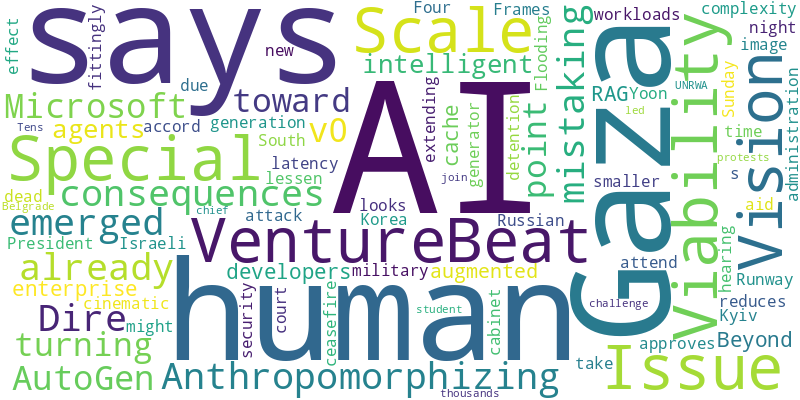 effect
fittingly
says
due
new
Scale
Four
Frames
Flooding
workloads
complexity
night
image
intelligent
mistaking
Gaza
Viability
Vision
Microsoft
toward
AI
extending
cache
generator
detention
point
RAG
Yoon
UNRWA
Sunday
administration
Tens
agents
accord
generation
v0
time
led
protests
Special
South
latency
lessen
dead
Belgrade
consequences
looks
join
smaller
s
aid
emerged
chief
attack
Korea
Russian
attend
President
Israeli
VentureBeat
hearing
Runway
already
developers
military
augmented
enterprise
cinematic
human
security
court
ceasefire
student
cabinet
challenge
reduces
Kyiv
Dire
might
approves
Beyond
turning
take
Issue
AutoGen
Anthropomorphizing
thousands